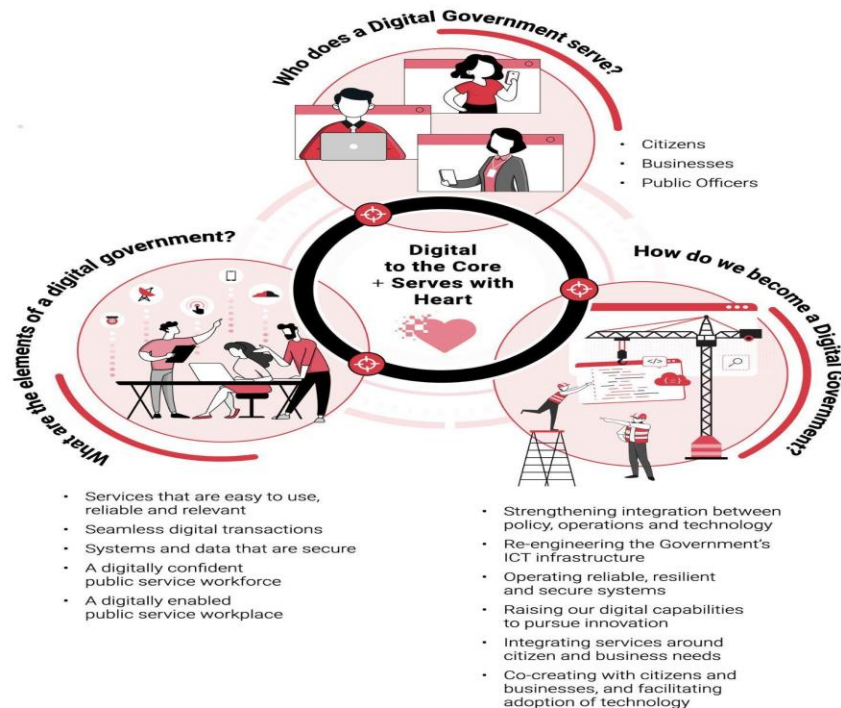 Who does a Digital Government serve?
• Citizens
• Businesses
• Public Officers
Digital
to the Core
+ Serves with
Heart
What are the elements of a digital government?
• Services that are easy to use,
reliable and relevant
• Seamless digital transactions
• Systems and data that are secure
• A digitally confident
public service workforce
• A digitally enabled
public service workplace
How do we become a Digital Government?
</>
{=}
• Strengthening integration between
policy, operations and technology
• Re-engineering the Government's
ICT infrastructure
• Operating reliable, resilient
and secure systems
• Raising our digital capabilities
to pursue innovation
• Integrating services around
citizen and business needs
• Co-creating with citizens and
businesses, and facilitating
adoption of technology